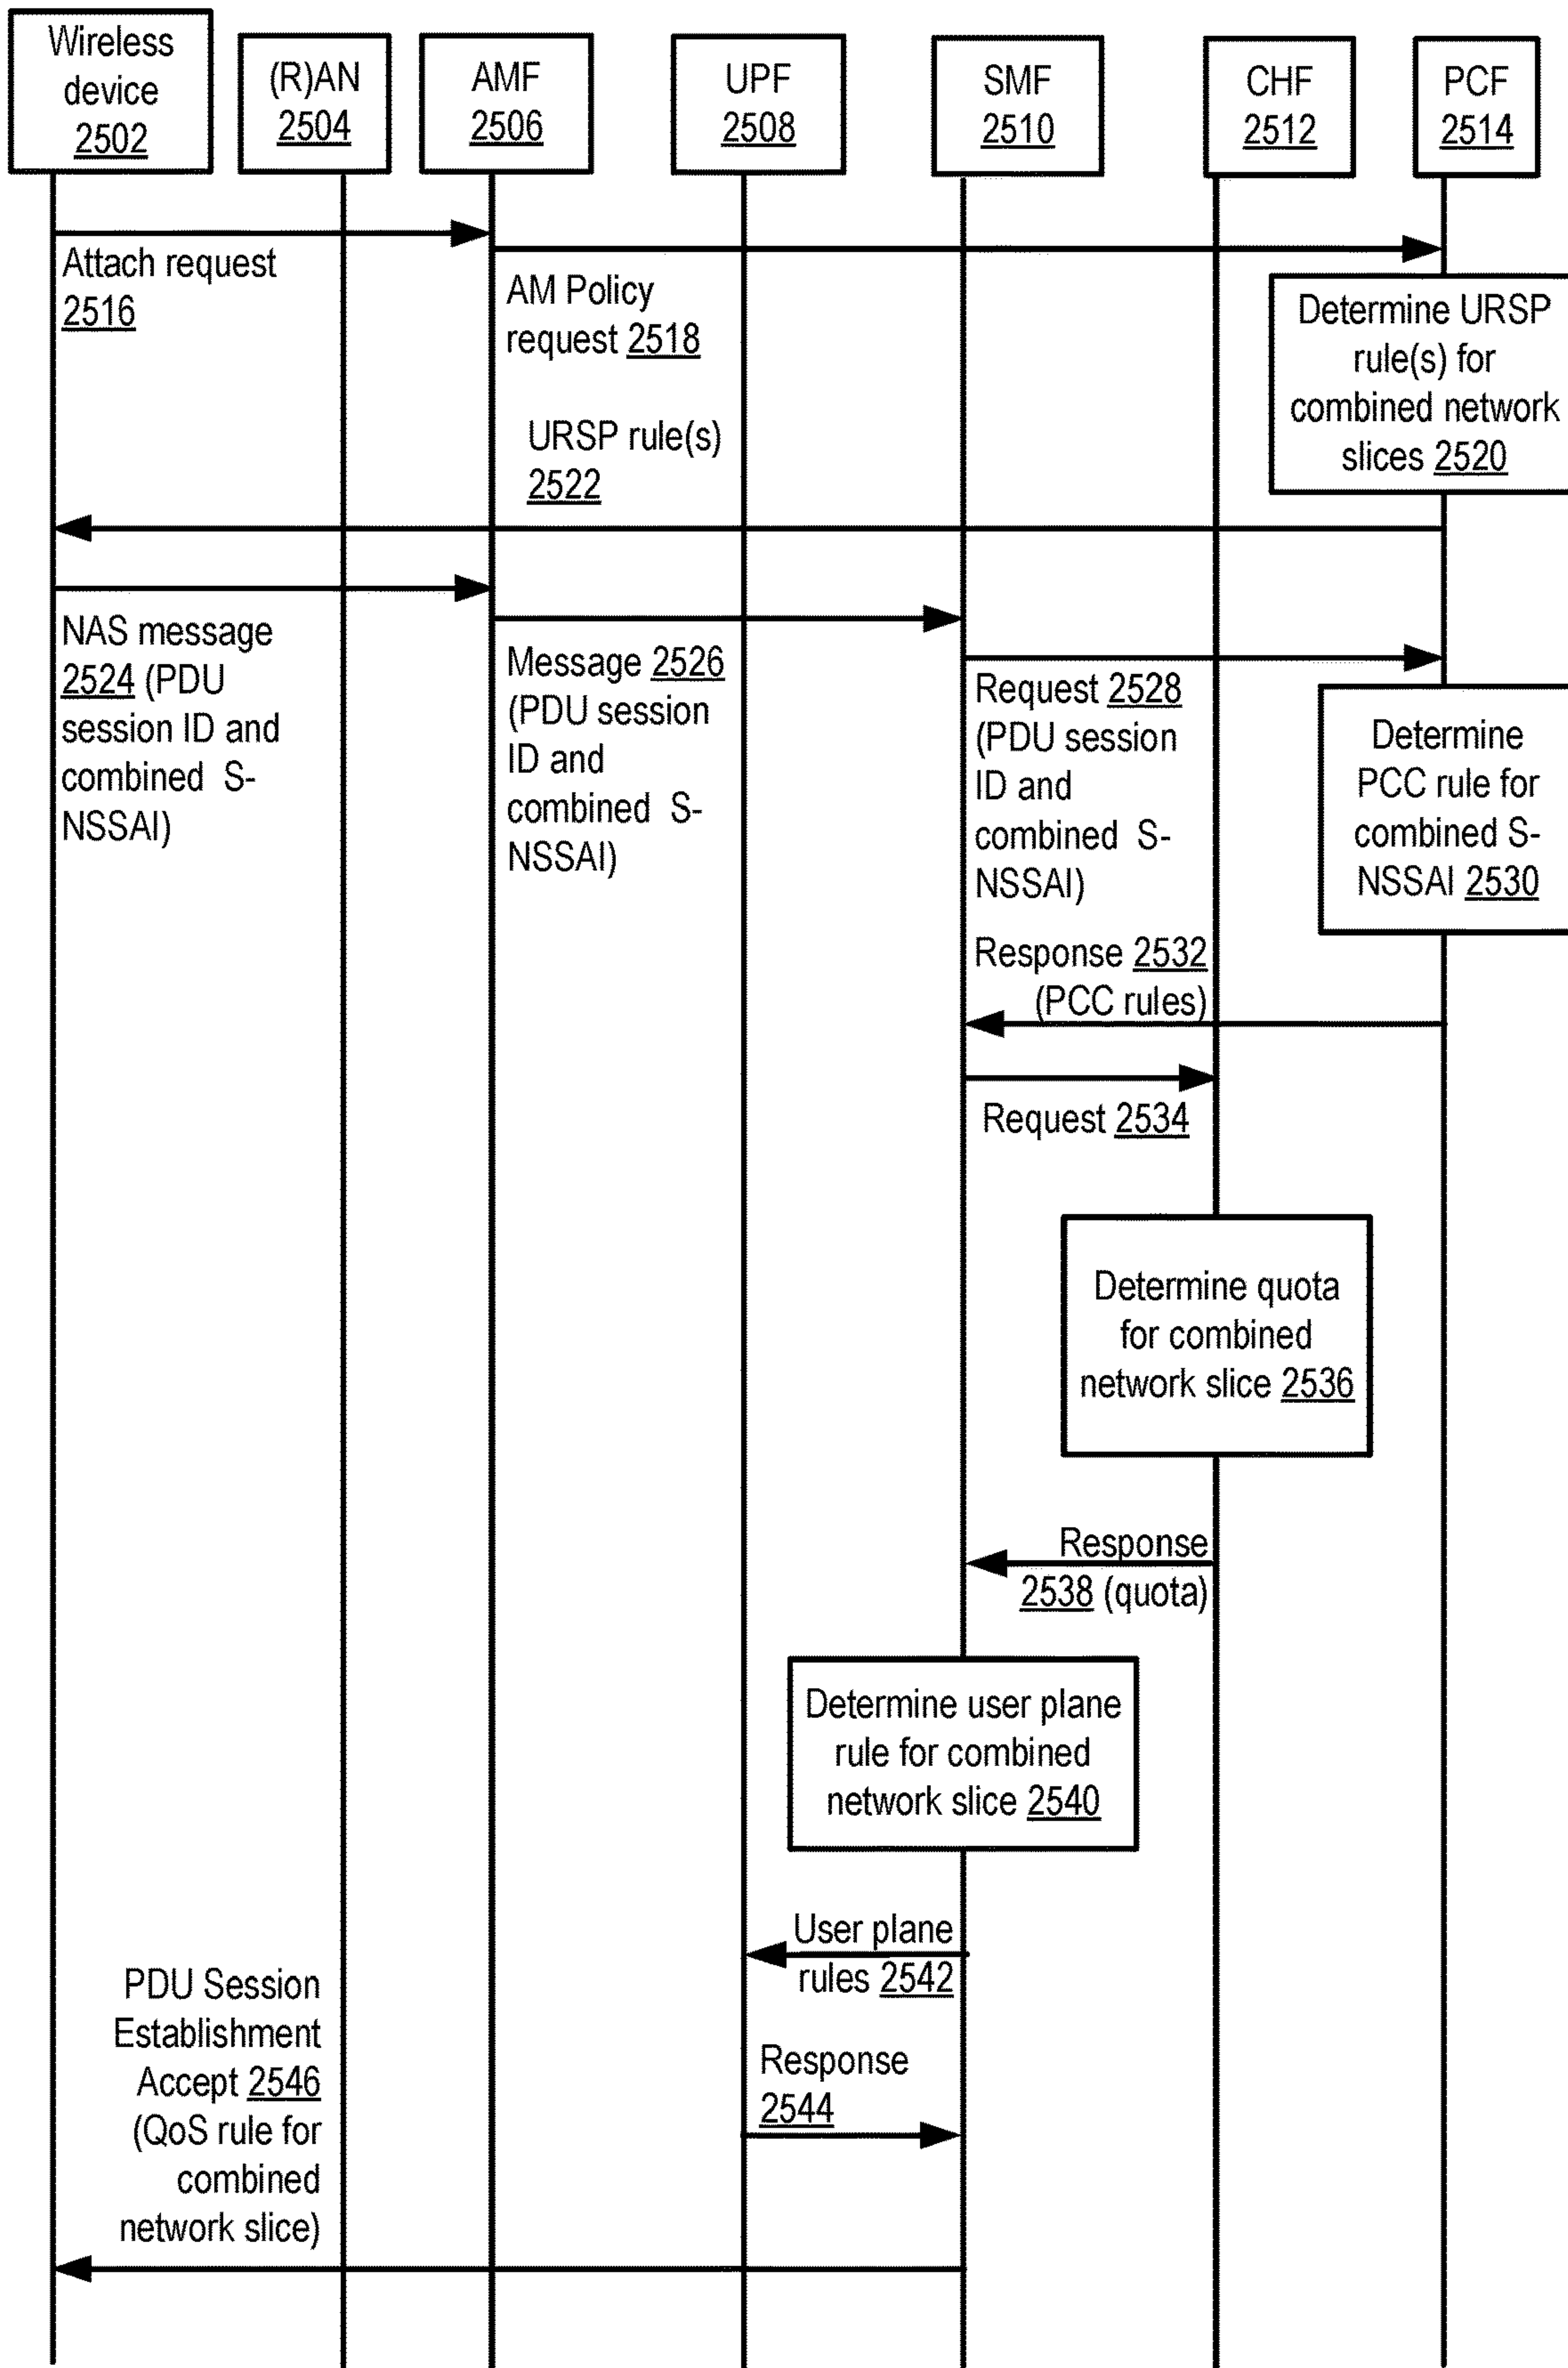 Wireless
device
2502
(R)AN
2504
AMF
2506
UPF
2508
SMF
2510
CHF
2512
PCF
2514
Attach request
2516
AM Policy
request 2518
Determine URSP
rule(s) for
combined network
slices 2520
URSP rule(s)
2522
NAS message
2524 (PDU
session ID and
combined S-
NSSAI)
Message 2526
(PDU session
ID and
combined S-
NSSAI)
Request 2528
(PDU session
ID and
combined S-
NSSAI)
Determine
PCC rule for
combined S-
NSSAI 2530
Response 2532
(PCC rules)
Request 2534
Determine quota
for combined
network slice 2536
Response
2538 (quota)
Determine user plane
rule for combined
network slice 2540
User plane
rules 2542
Response
2544
PDU Session
Establishment
Accept 2546
(QoS rule for
combined
network slice)